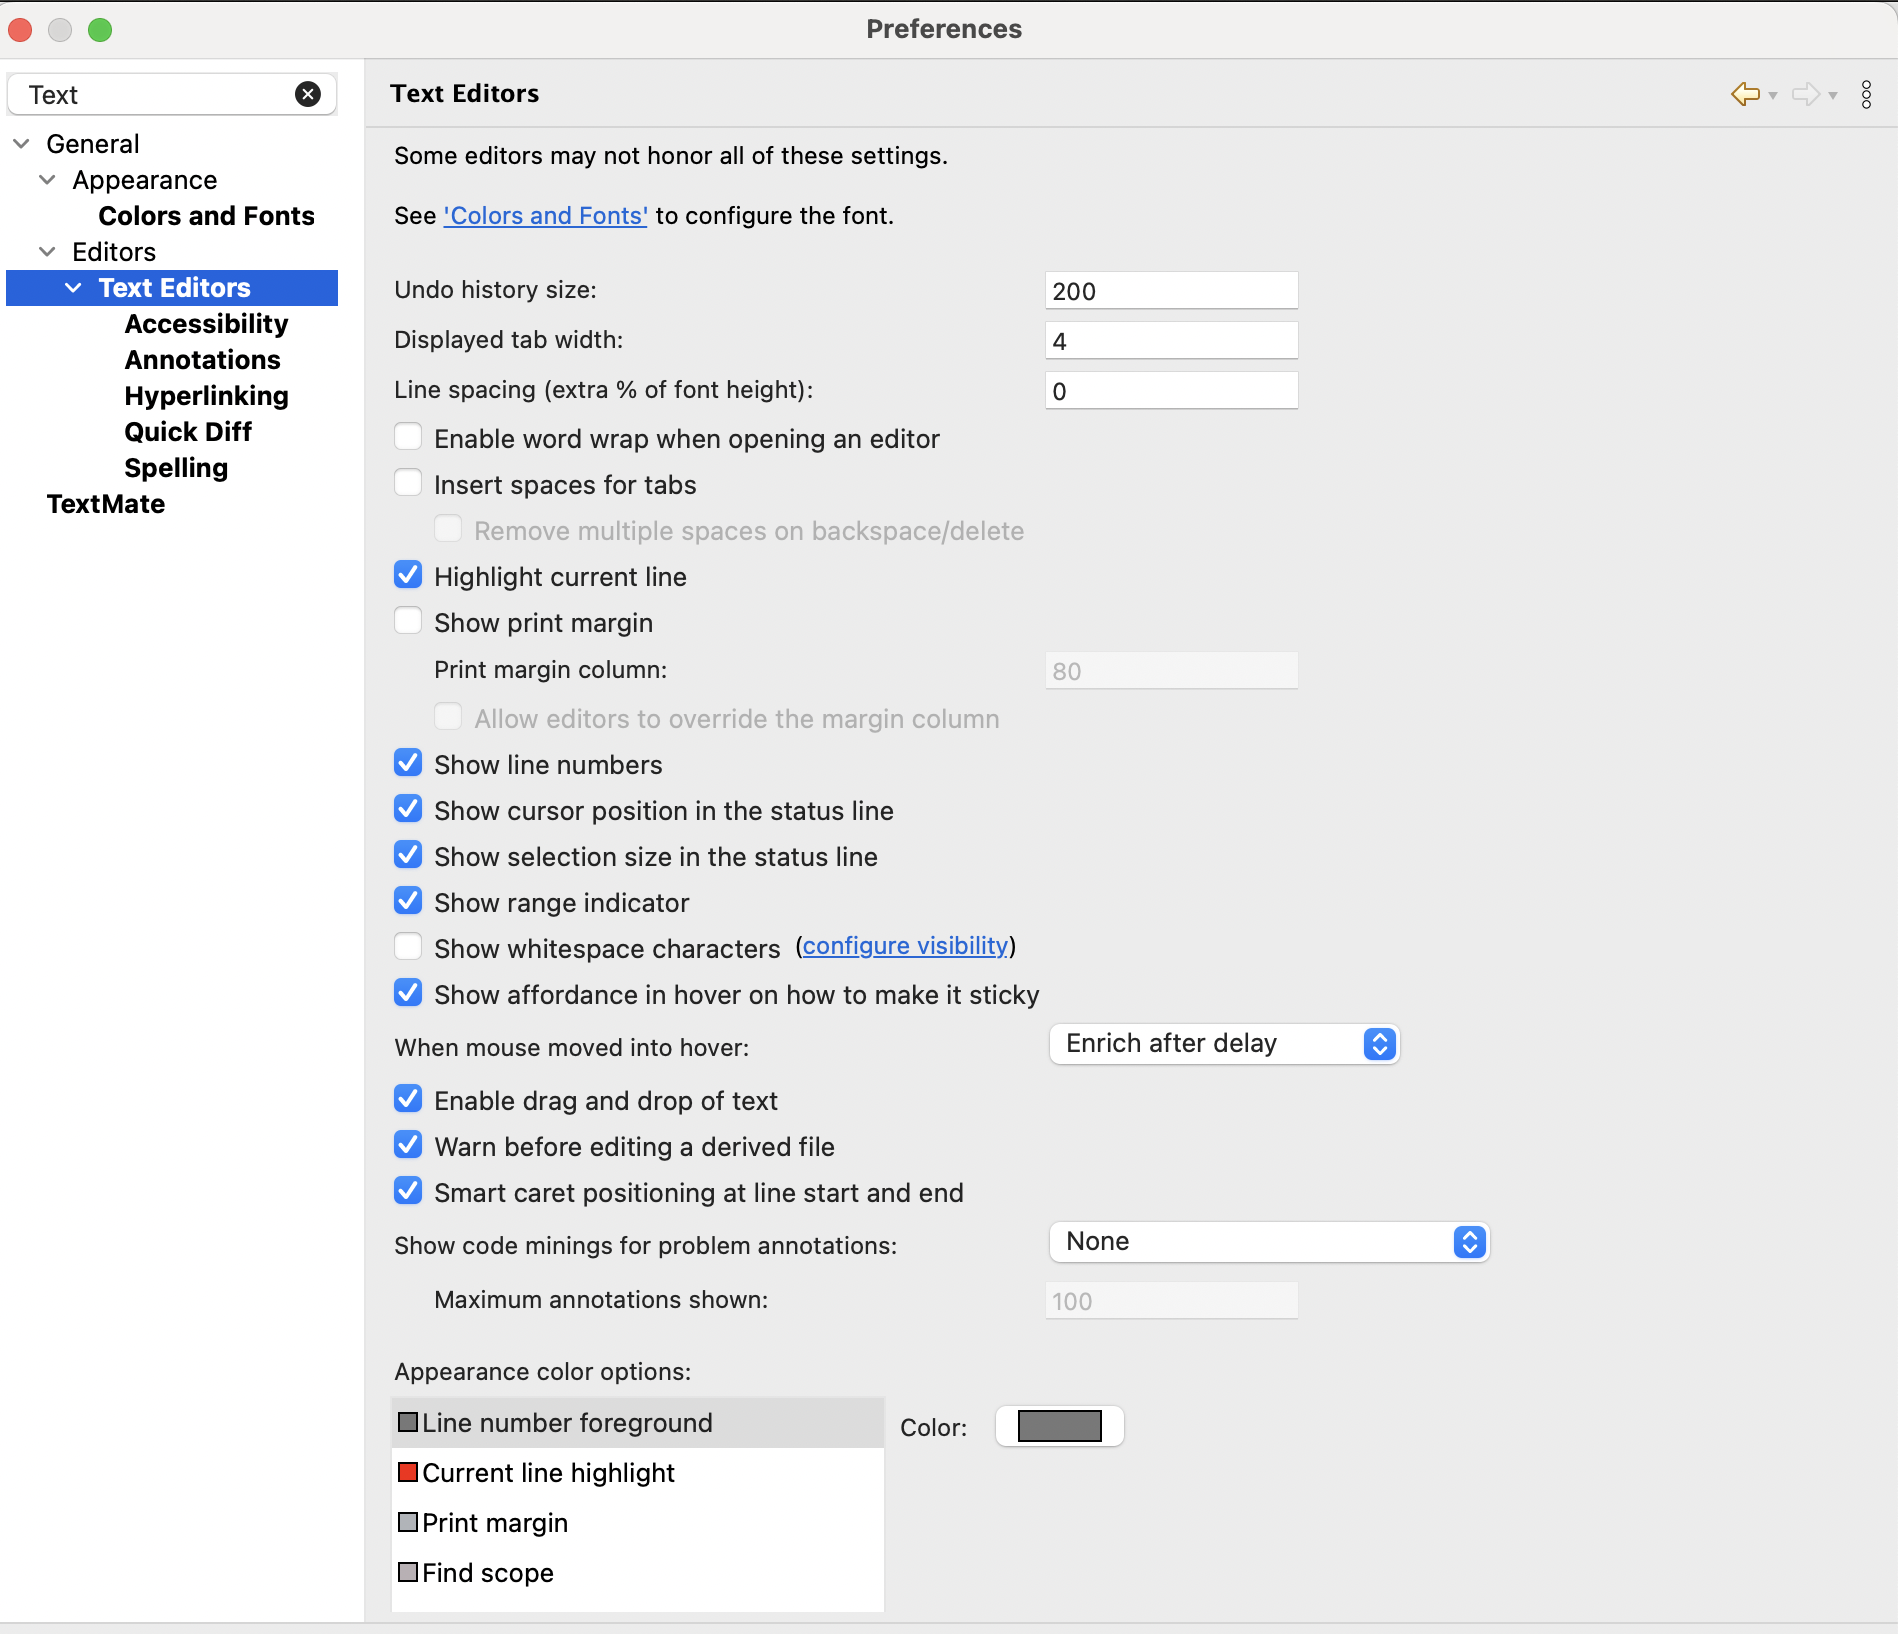 Preferences
Text
General
Appearance
Colors and Fonts
Editors
Text Editors
Accessibility
Annotations
Hyperlinking
Quick Diff
Spelling
TextMate
Text Editors
Some editors may not honor all of these settings.
See 'Colors and Fonts' to configure the font.
Undo history size: 200
Displayed tab width: 4
Line spacing (extra % of font height): 0
Enable word wrap when opening an editor
Insert spaces for tabs
Remove multiple spaces on backspace/delete
Highlight current line
Show print margin
Print margin column: 80
Allow editors to override the margin column
Show line numbers
Show cursor position in the status line
Show selection size in the status line
Show range indicator
Show whitespace characters (configure visibility)
Show affordance in hover on how to make it sticky
When mouse moved into hover: Enrich after delay
Enable drag and drop of text
Warn before editing a derived file
Smart caret positioning at line start and end
Show code minings for problem annotations: None
Maximum annotations shown: 100
Appearance color options:
Line number foreground
Color:
Current line highlight
Print margin
Find scope